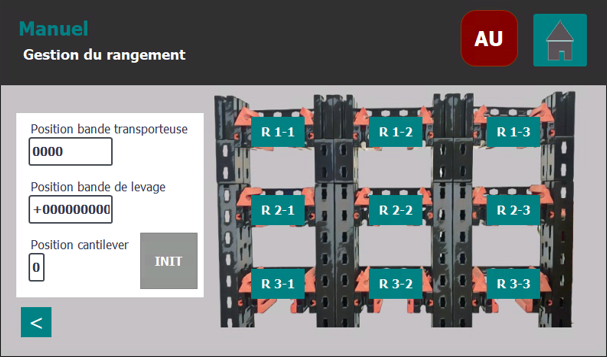 Manuel
Gestion du rangement
AU
Position bande transporteuse
0000
Position bande de levage
+000000000
Position cantilever
0
INIT
<
R 1-1
R 1-2
R 1-3
R 2-1
R 2-2
R 2-3
R 3-1
R 3-2
R 3-3